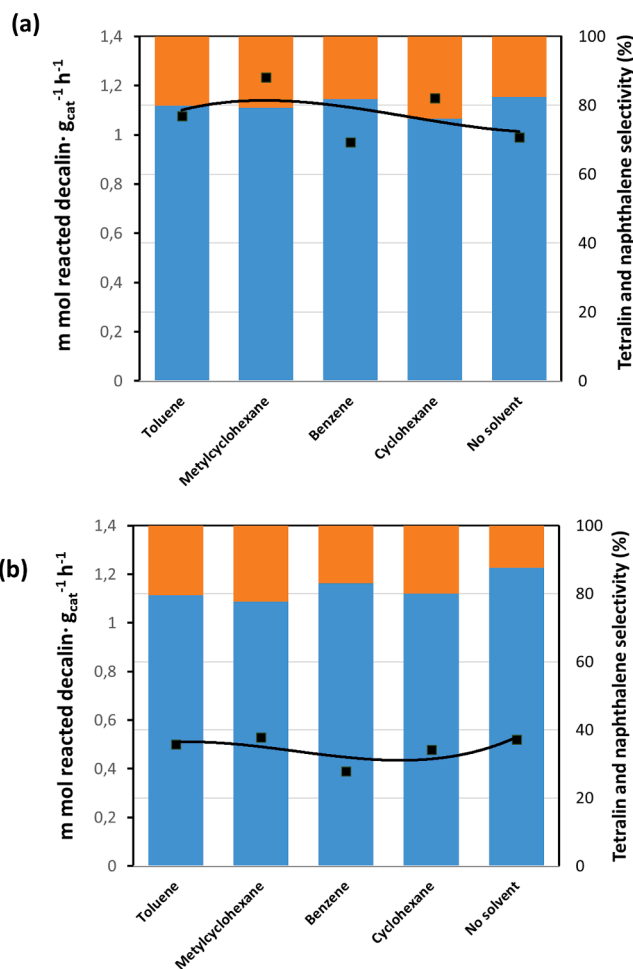 (a)
m mol reacted decalin· gcat-1 h-1
1,4
1,2
1
0,8
0,6
0,4
0,2
0
100
80
60
40
20
0
Tetralin and naphthalene selectivity (%)
Toluene
Metylcyclohexane
Benzene
Cyclohexane
No solvent
(b)
m mol reacted decalin· gcat-1 h-1
1,4
1,2
1
0,8
0,6
0,4
0,2
0
100
80
60
40
20
0
Tetralin and naphthalene selectivity (%)
Toluene
Metylcyclohexane
Benzene
Cyclohexane
No solvent